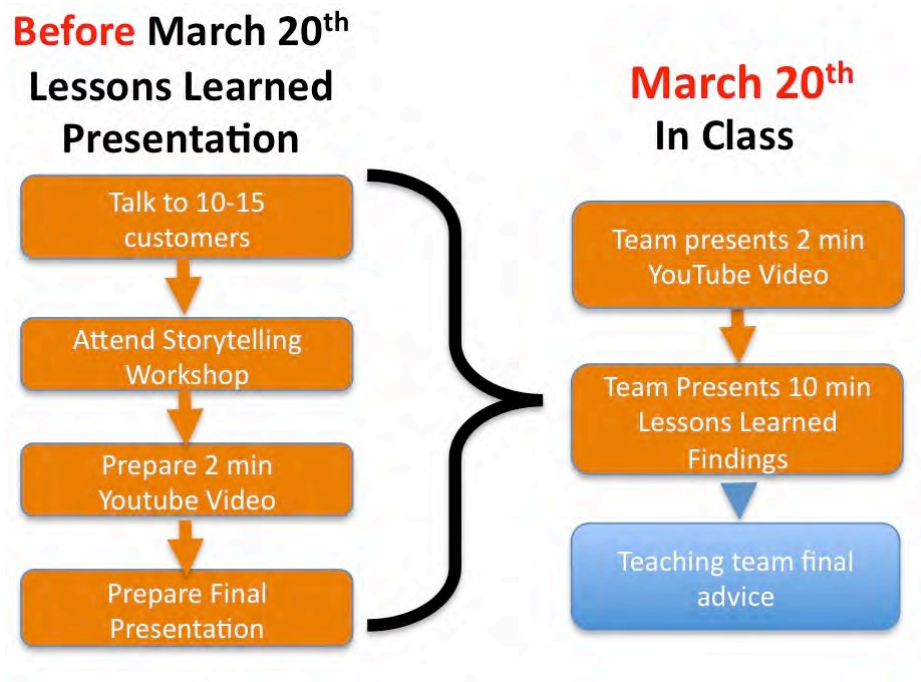 Before March 20th
Lessons Learned
Presentation
Talk to 10-15
customers
Attend Storytelling
Workshop
Prepare 2 min
Youtube Video
Prepare Final
Presentation
March 20th
In Class
Team presents 2 min
YouTube Video
Team Presents 10 min
Lessons Learned
Findings
Teaching team final
advice